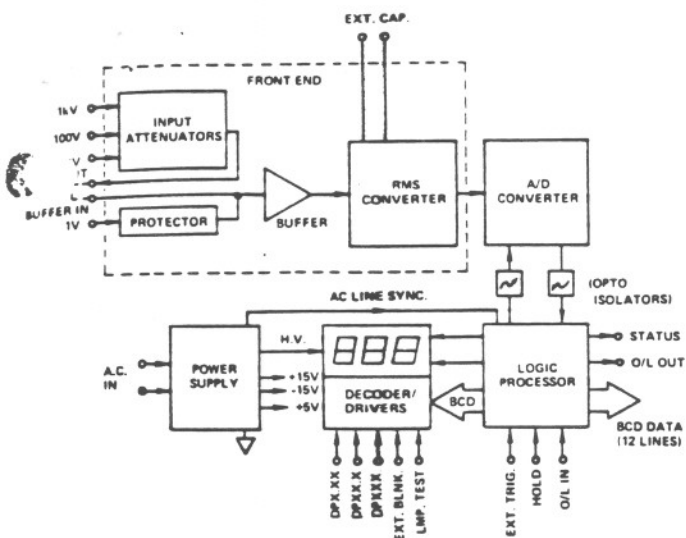 EXT. CAP.
FRONT END
1kV
100V
INPUT
ATTENUATORS
BUFFER IN
1V
PROTECTOR
BUFFER
RMS
CONVERTER
A/D
CONVERTER
(OPTO
ISOLATORS)
AC LINE SYNC.
A.C.
IN
POWER
SUPPLY
H.V.
+15V
-15V
+5V
888
DECODER/
DRIVERS
BCD
LOGIC
PROCESSOR
STATUS
O/L OUT
BCD DATA
(12 LINES)
DPX.XX
DPXX.X
DPXXX
EXT. BLNK.
LMP. TEST
EXT. TRIG.
HOLD
O/L IN